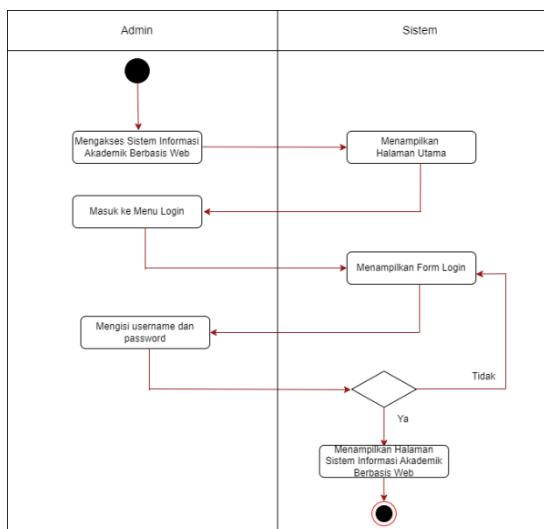 Admin
Sistem
Mengakses Sistem Informasi
Akademik Berbasis Web
Menampilkan
Halaman Utama
Masuk ke Menu Login
Menampilkan Form Login
Mengisi username dan
password
Tidak
Ya
Menampilkan Halaman
Sistem Informasi Akademik
Berbasis Web